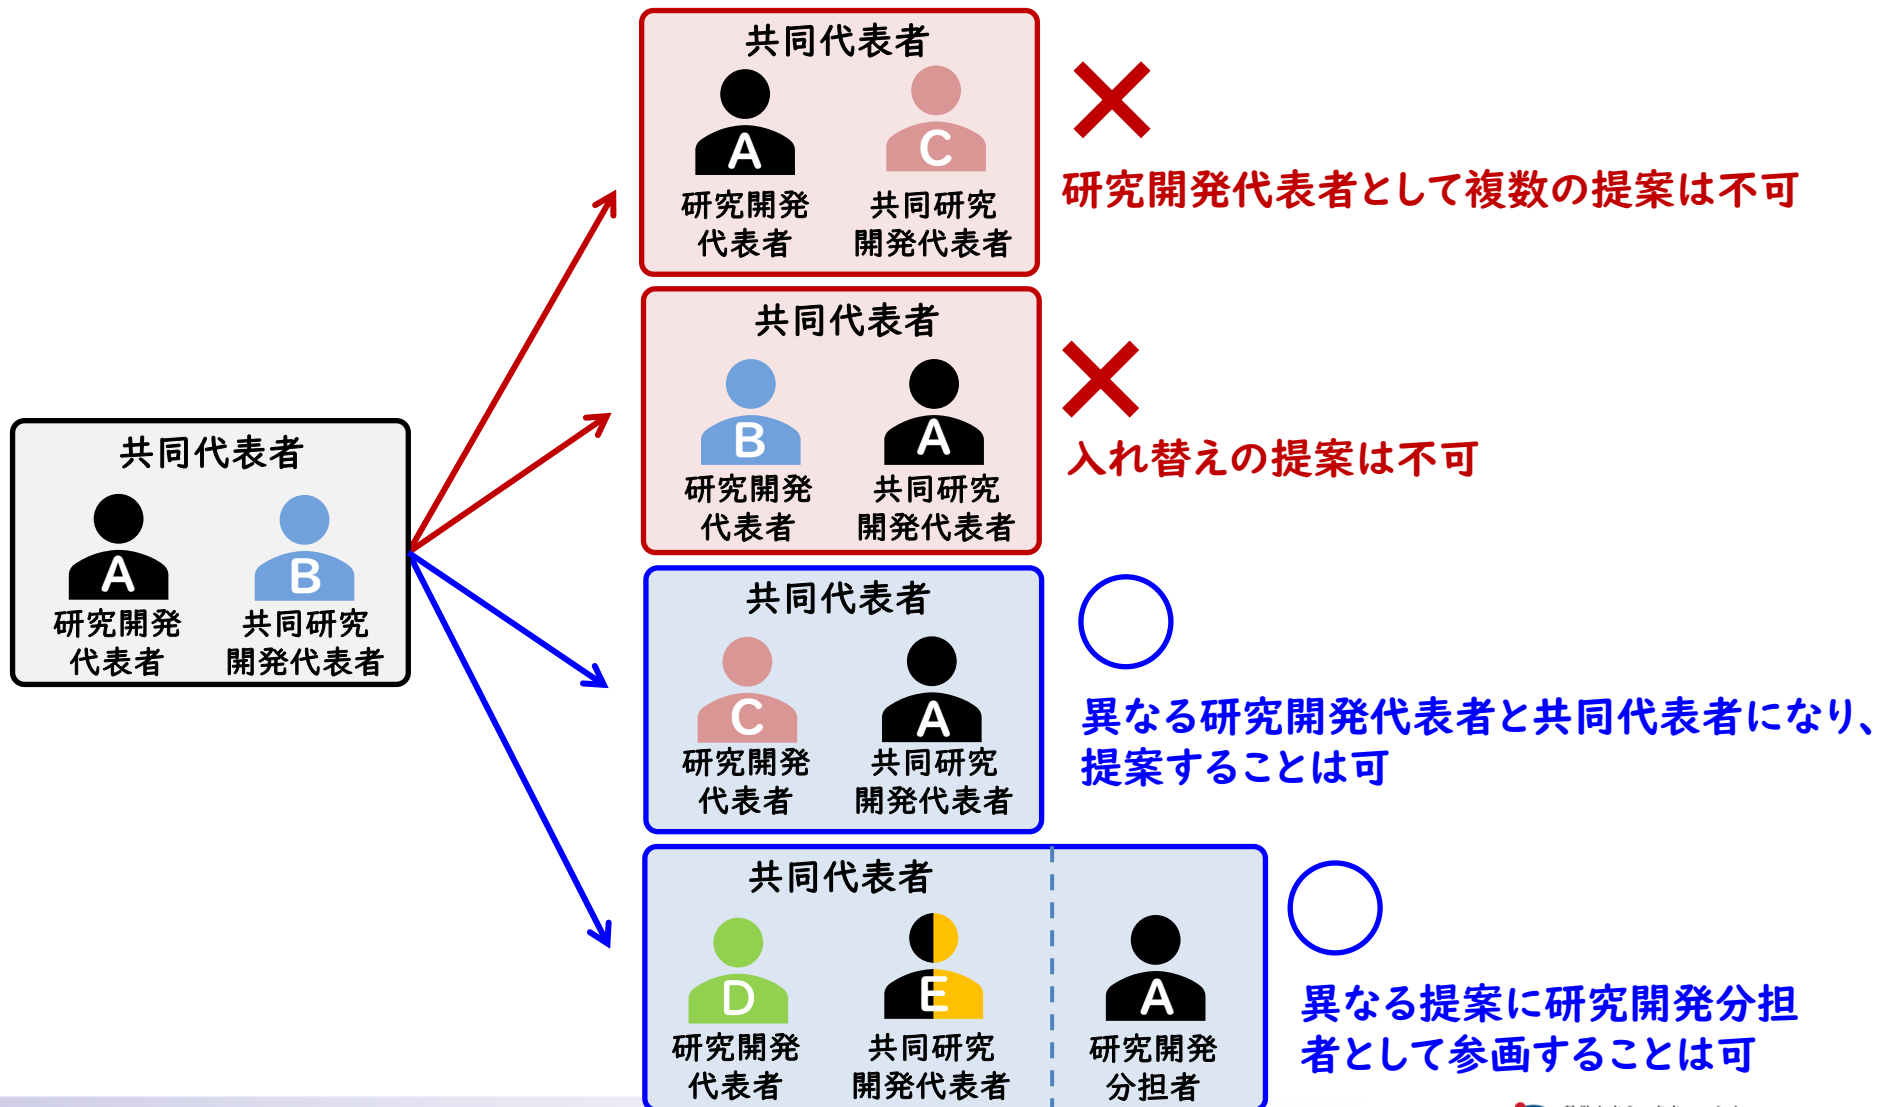 共同代表者
A
B
研究開発
代表者
共同研究
開発代表者
共同代表者
A
C
研究開発
代表者
共同研究
開発代表者
研究開発代表者として複数の提案は不可
共同代表者
B
A
研究開発
代表者
共同研究
開発代表者
入れ替えの提案は不可
共同代表者
C
A
研究開発
代表者
共同研究
開発代表者
異なる研究開発代表者と共同代表者になり、
提案することは可
共同代表者
D
E
A
研究開発
代表者
共同研究
開発代表者
研究開発
分担者
異なる提案に研究開発分担
者として参画することは可